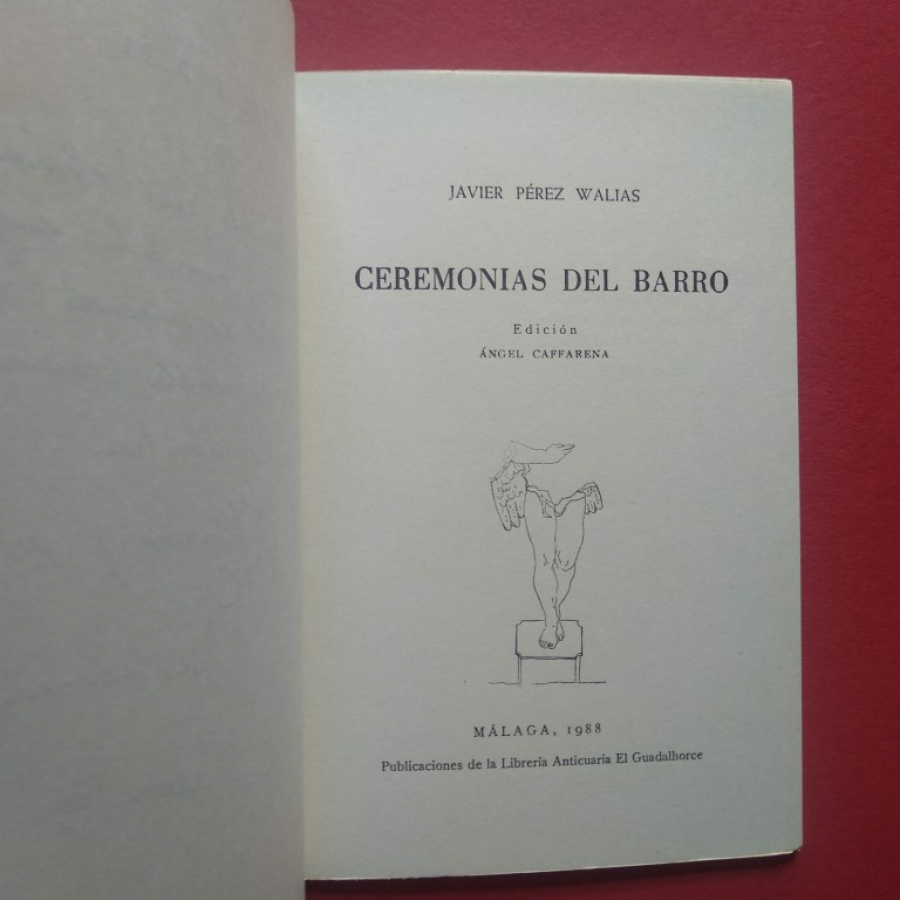 JAVIER PÉREZ WALIAS
CEREMONIAS DEL BARRO
Edición
ÁNGEL CAFFARENA
MÁLAGA, 1988
Publicaciones de la Librería Anticuaria El Guadalhorce